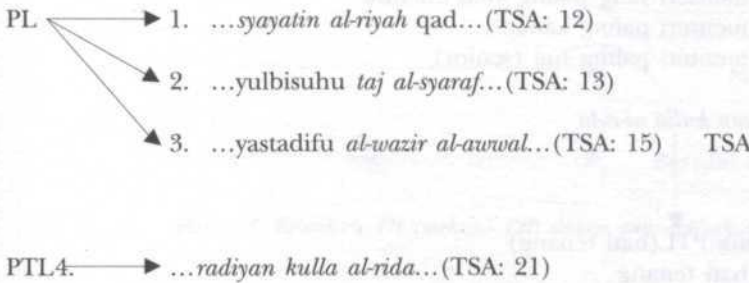 PL 1. ...syayatin al-riyah qad...(TSA: 12)
2. ...yulbisuhu taj al-syaraf...(TSA: 13)
3. ...yastadifu al-wazir al-awwal...(TSA: 15) TSA
PTL4. ...radiyan kulla al-rida...(TSA: 21)